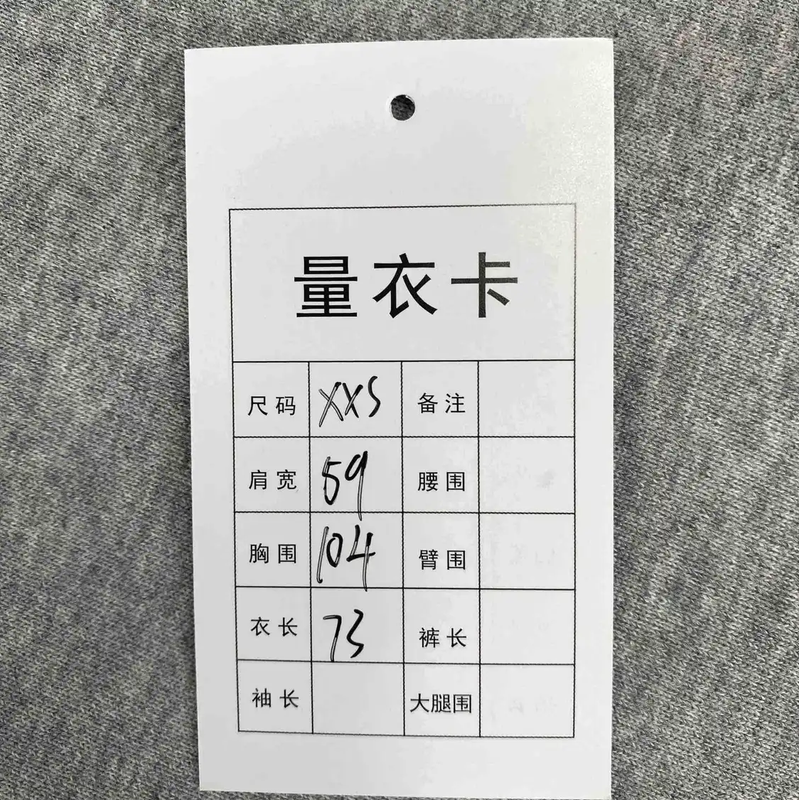 量衣卡
尺码 XXS 备注
肩宽 59 腰围
胸围 104 臂围
衣长 73 裤长
袖长 大腿围